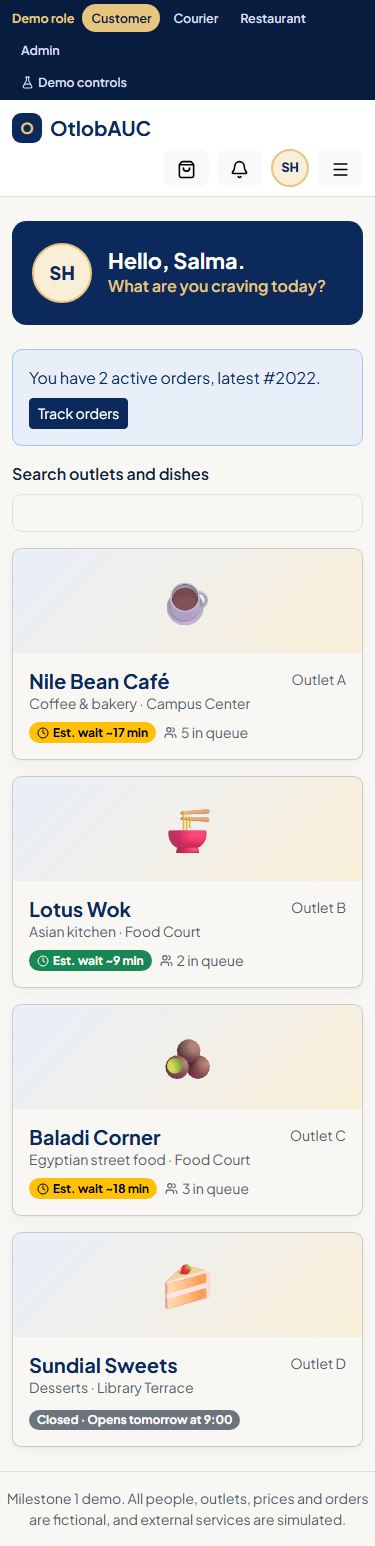 Demo role Customer Courier Restaurant
Admin
Demo controls
O OtlobAUC
SH
SH
Hello, Salma.
What are you craving today?
You have 2 active orders, latest #2022.
Track orders
Search outlets and dishes
Nile Bean Café Outlet A
Coffee & bakery · Campus Center
Est. wait ~17 min 5 in queue
Lotus Wok Outlet B
Asian kitchen · Food Court
Est. wait ~9 min 2 in queue
Baladi Corner Outlet C
Egyptian street food · Food Court
Est. wait ~18 min 3 in queue
Sundial Sweets Outlet D
Desserts · Library Terrace
Closed · Opens tomorrow at 9:00
Milestone 1 demo. All people, outlets, prices and orders
are fictional, and external services are simulated.